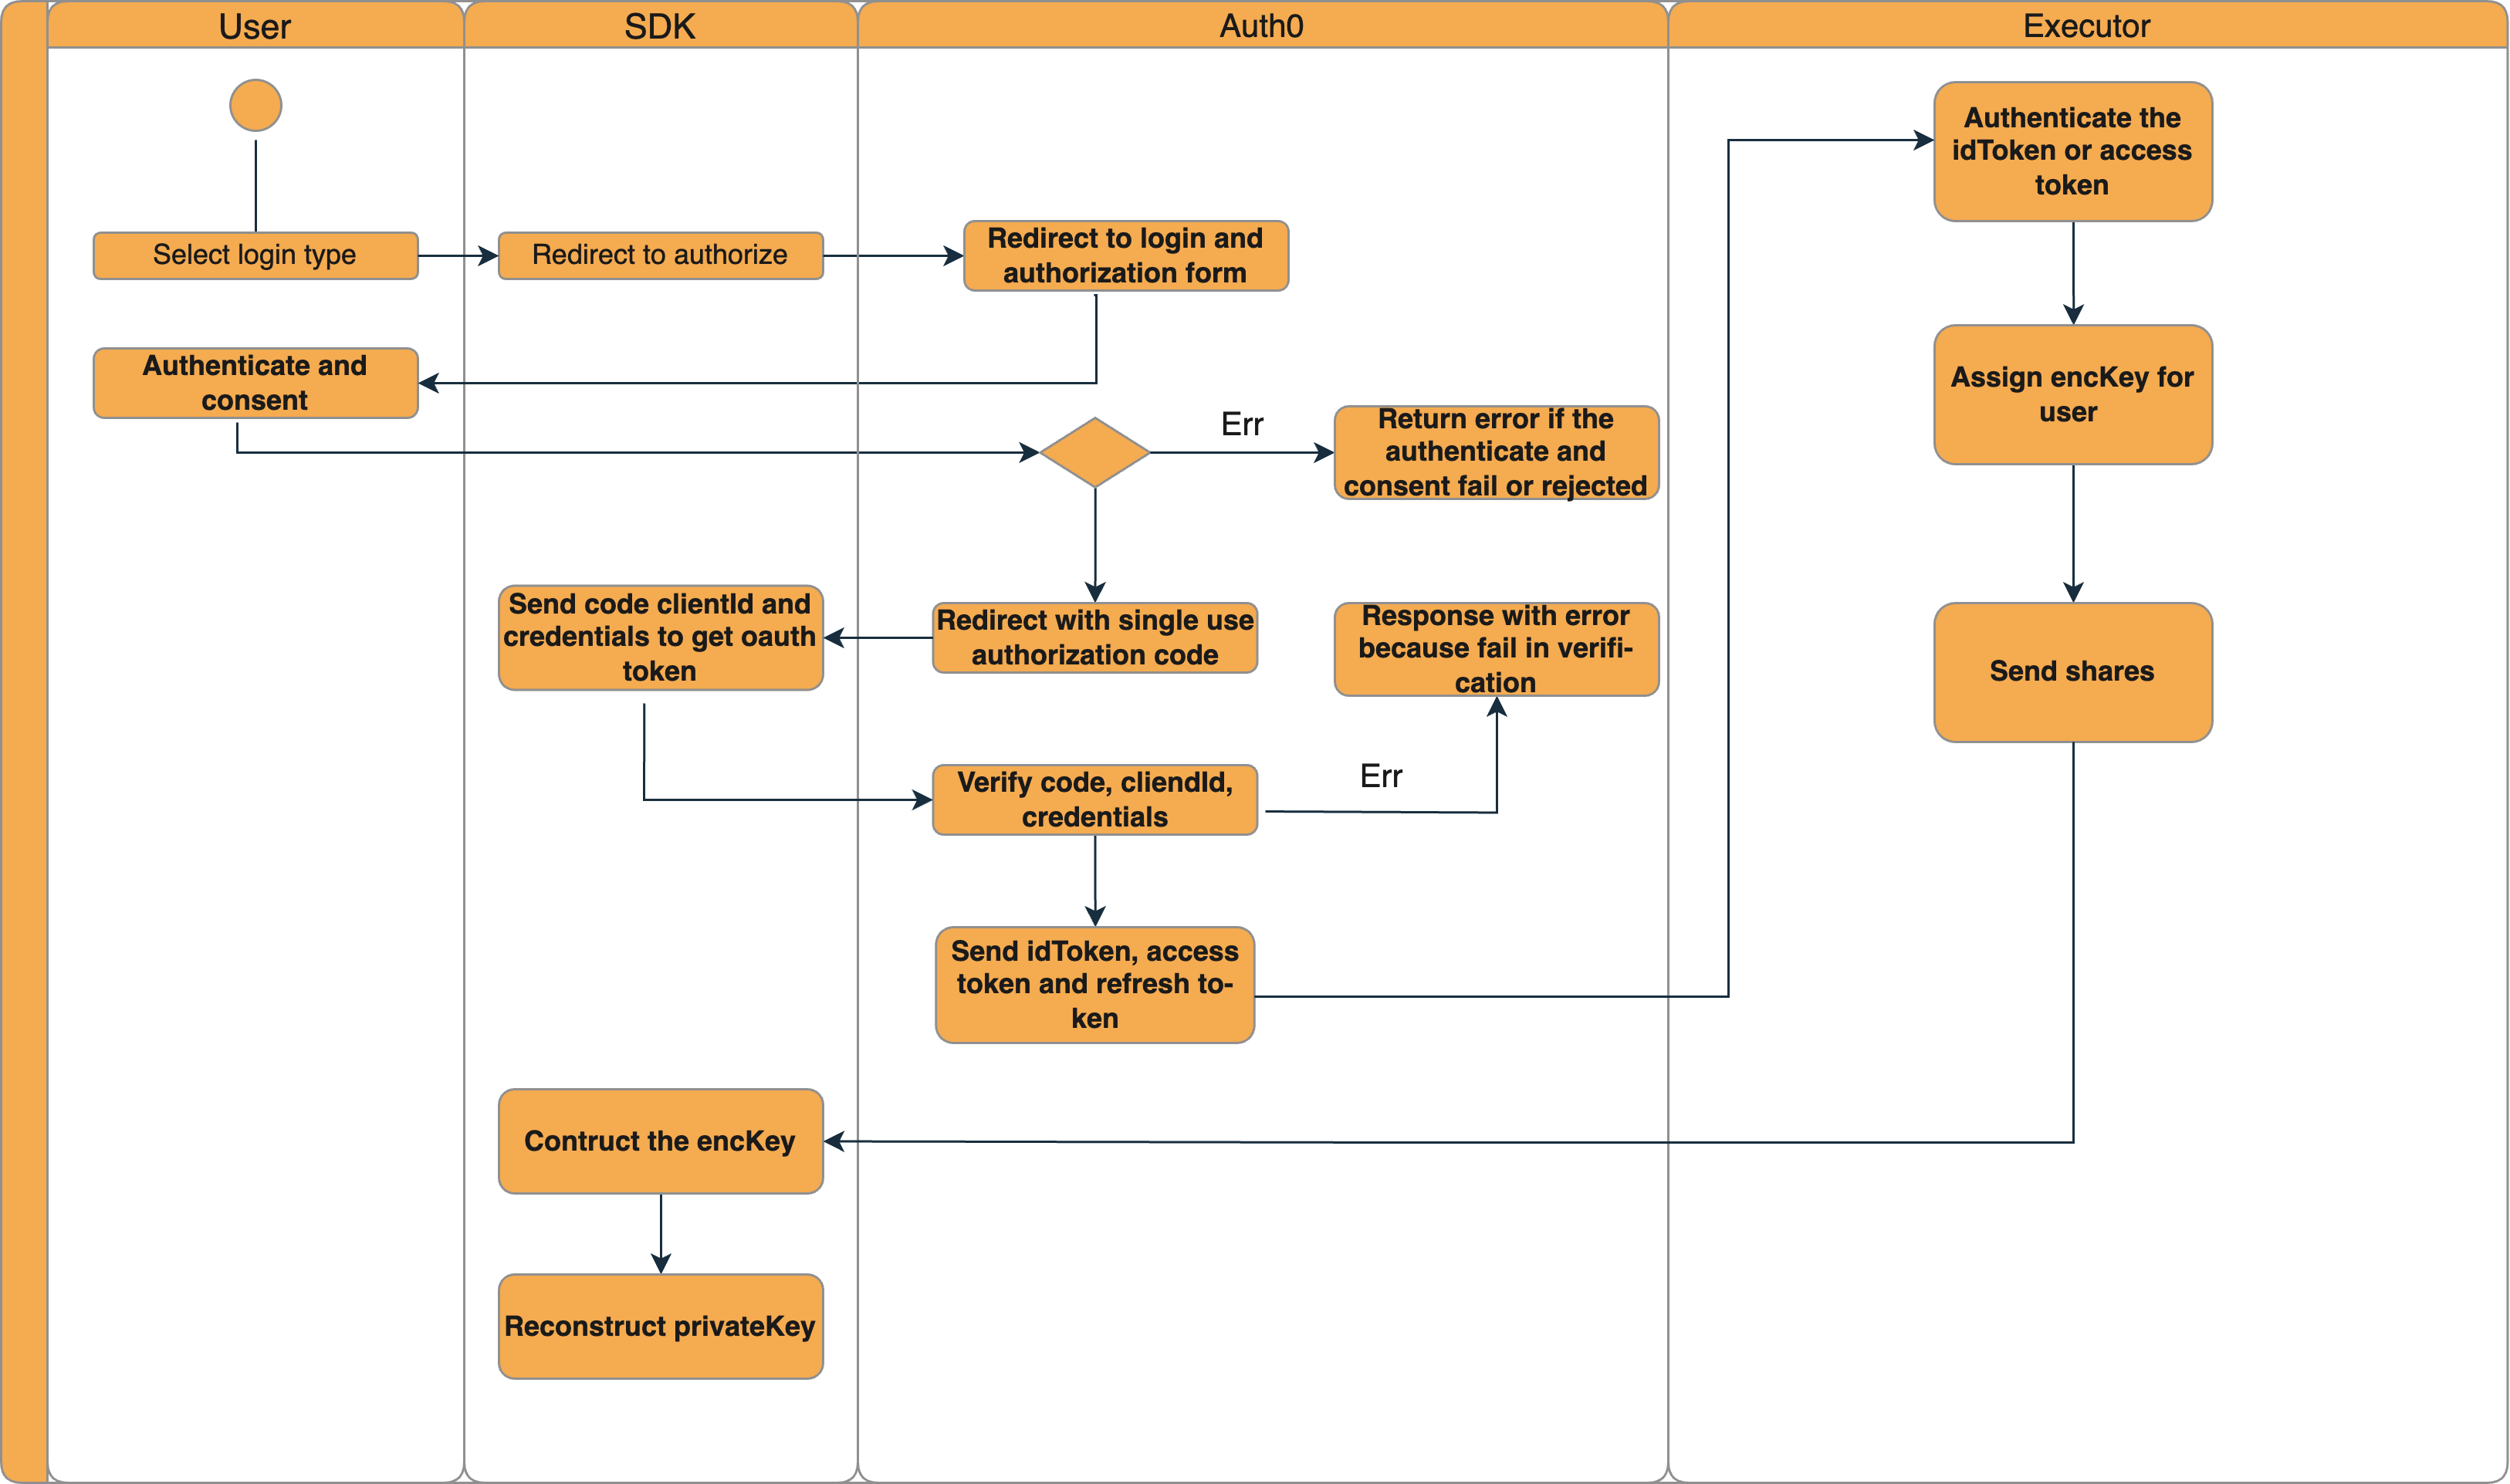 User
SDK
Auth0
Executor
Authenticate the
idToken or access
token
Select login type
Redirect to authorize
Redirect to login and
authorization form
Authenticate and
consent
Assign encKey for
user
Err
Return error if the
authenticate and
consent fail or rejected
Send code clientId and
credentials to get oauth
token
Redirect with single use
authorization code
Response with error
because fail in verifi-
cation
Send shares
Verify code, cliendId,
credentials
Err
Send idToken, access
token and refresh to-
ken
Contruct the encKey
Reconstruct privateKey